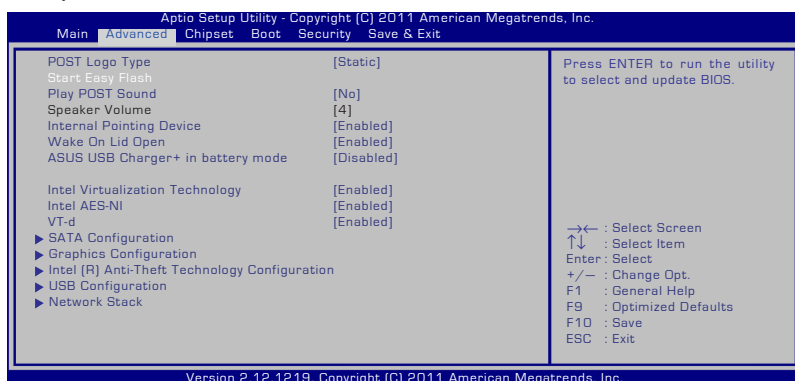 Aptio Setup Utility - Copyright (C) 2011 American Megatrends, Inc.
Main Advanced Chipset Boot Security Save & Exit
POST Logo Type [Static]
Start Easy Flash
Play POST Sound [No]
Speaker Volume [4]
Internal Pointing Device [Enabled]
Wake On Lid Open [Enabled]
ASUS USB Charger+ in battery mode [Disabled]
Intel Virtualization Technology [Enabled]
Intel AES-NI [Enabled]
VT-d [Enabled]
SATA Configuration
Graphics Configuration
Intel (R) Anti-Theft Technology Configuration
USB Configuration
Network Stack
Press ENTER to run the utility
to select and update BIOS.
→← : Select Screen
↑↓ : Select Item
Enter : Select
+/− : Change Opt.
F1 : General Help
F9 : Optimized Defaults
F10 : Save
ESC : Exit
Version 2.12.1219. Copyright (C) 2011 American Megatrends, Inc.